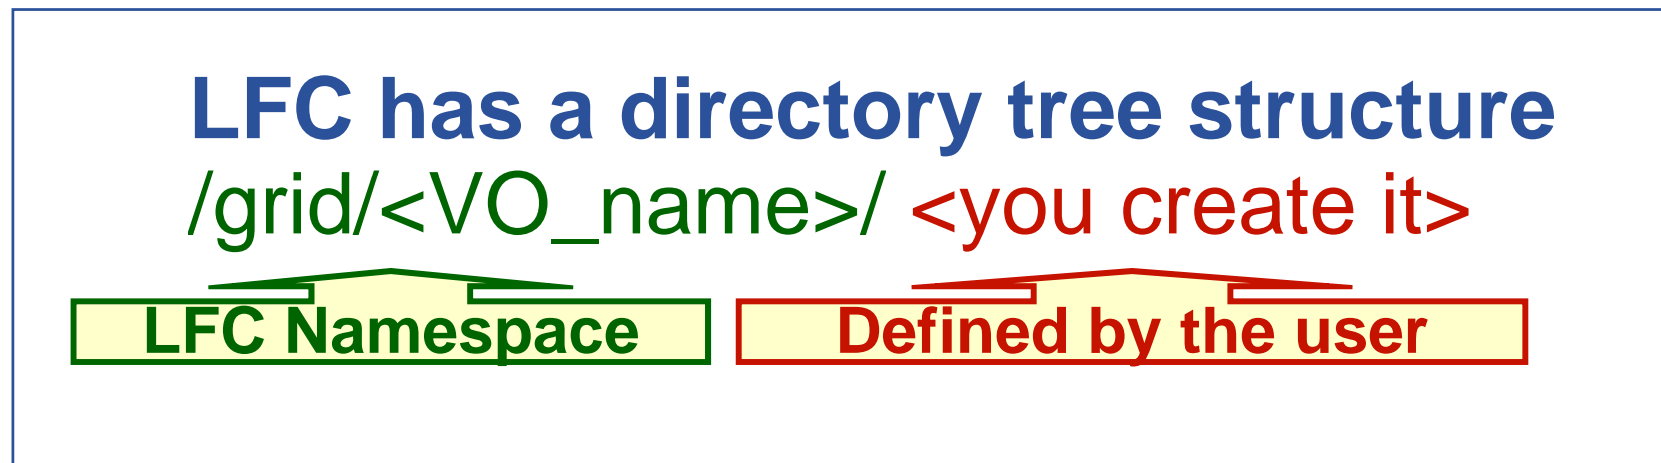 LFC has a directory tree structure
/grid/<VO_name>/ <you create it>
LFC Namespace
Defined by the user